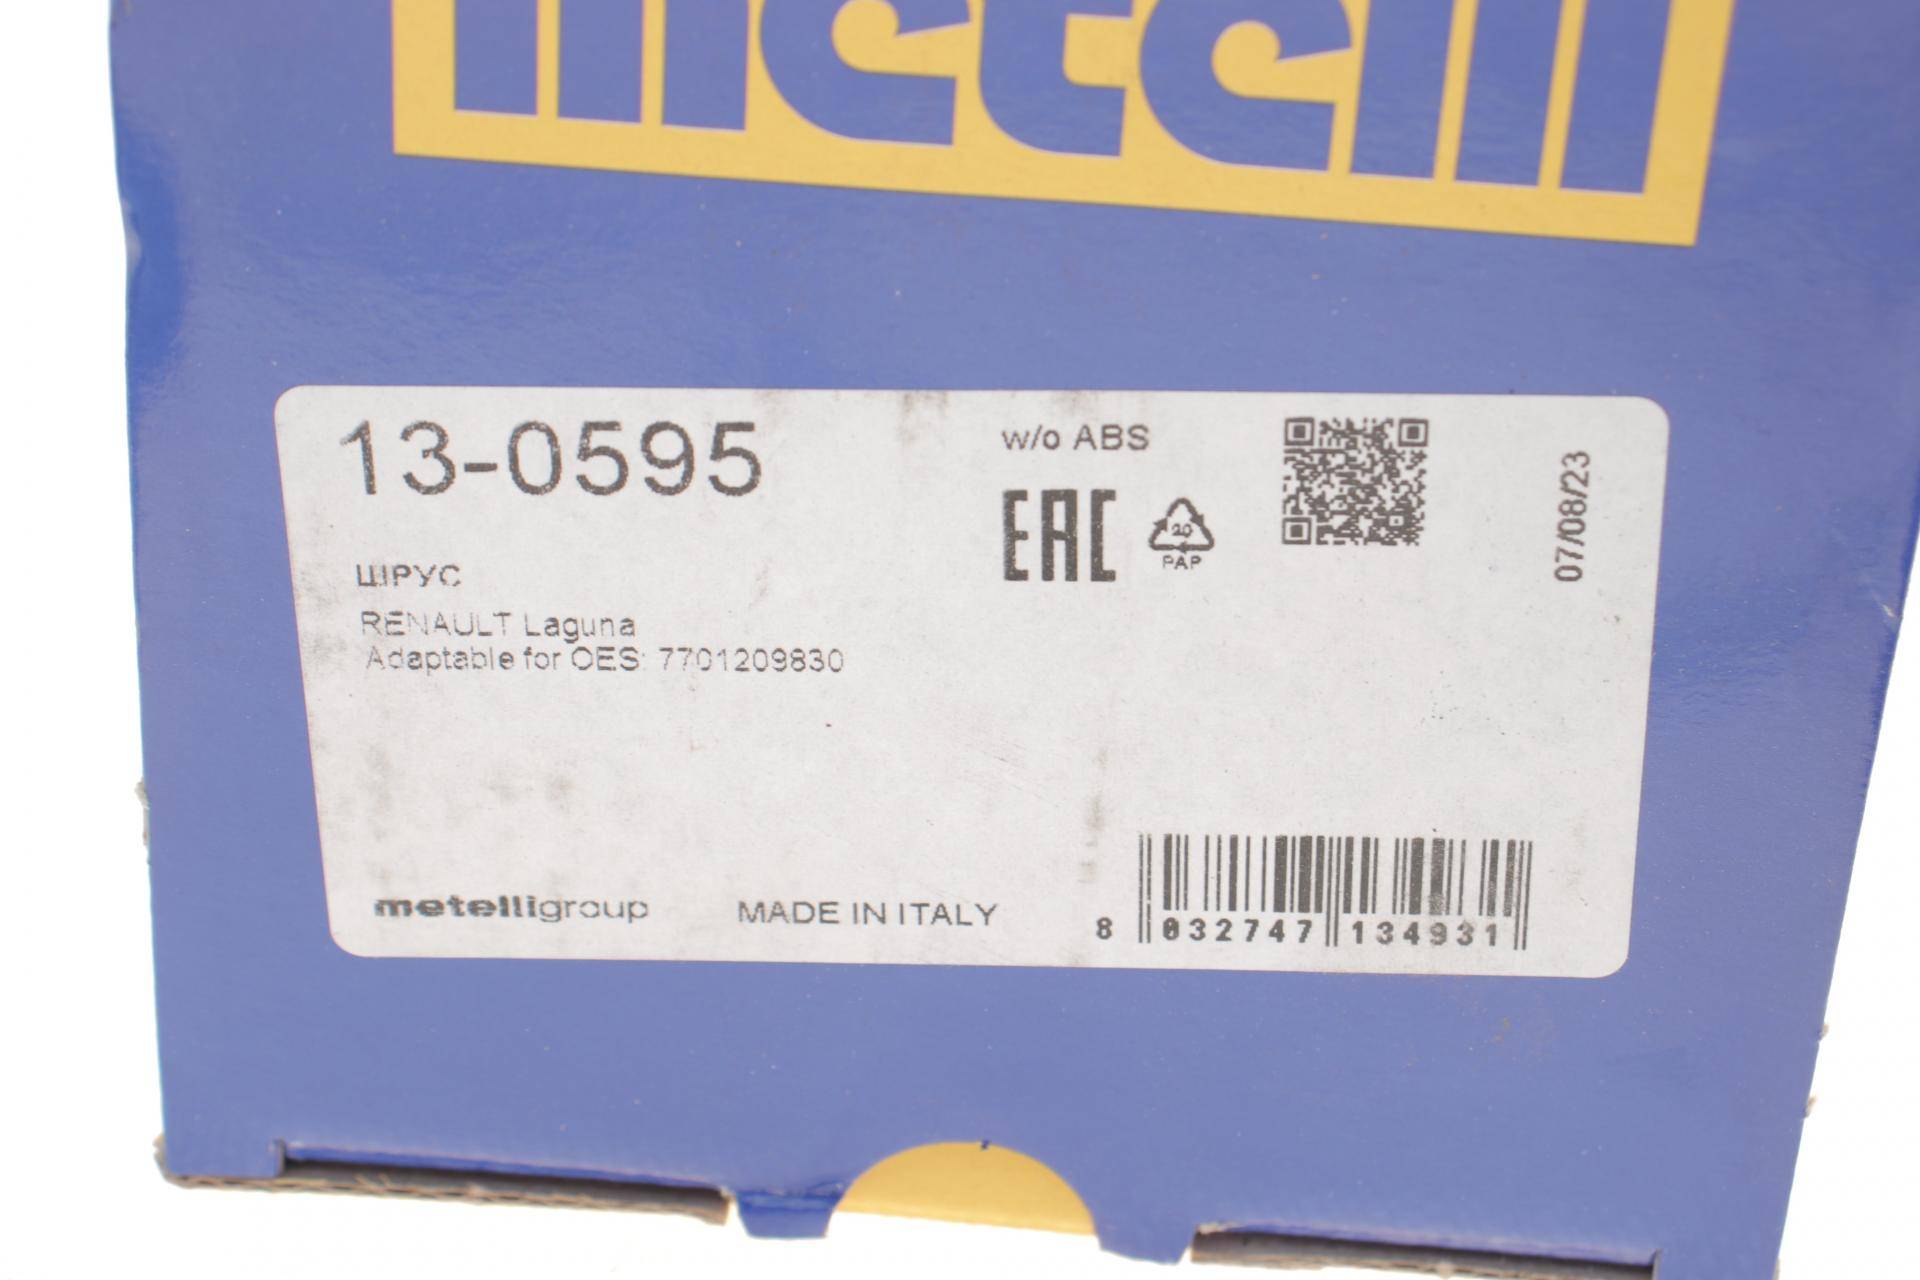 metelli
13-0595
w/o ABS
EAC
20
PAP
07/08/23
ШРУС
RENAULT Laguna
Adaptable for OES: 7701209830
metelligroup
MADE IN ITALY
8 032747 134931